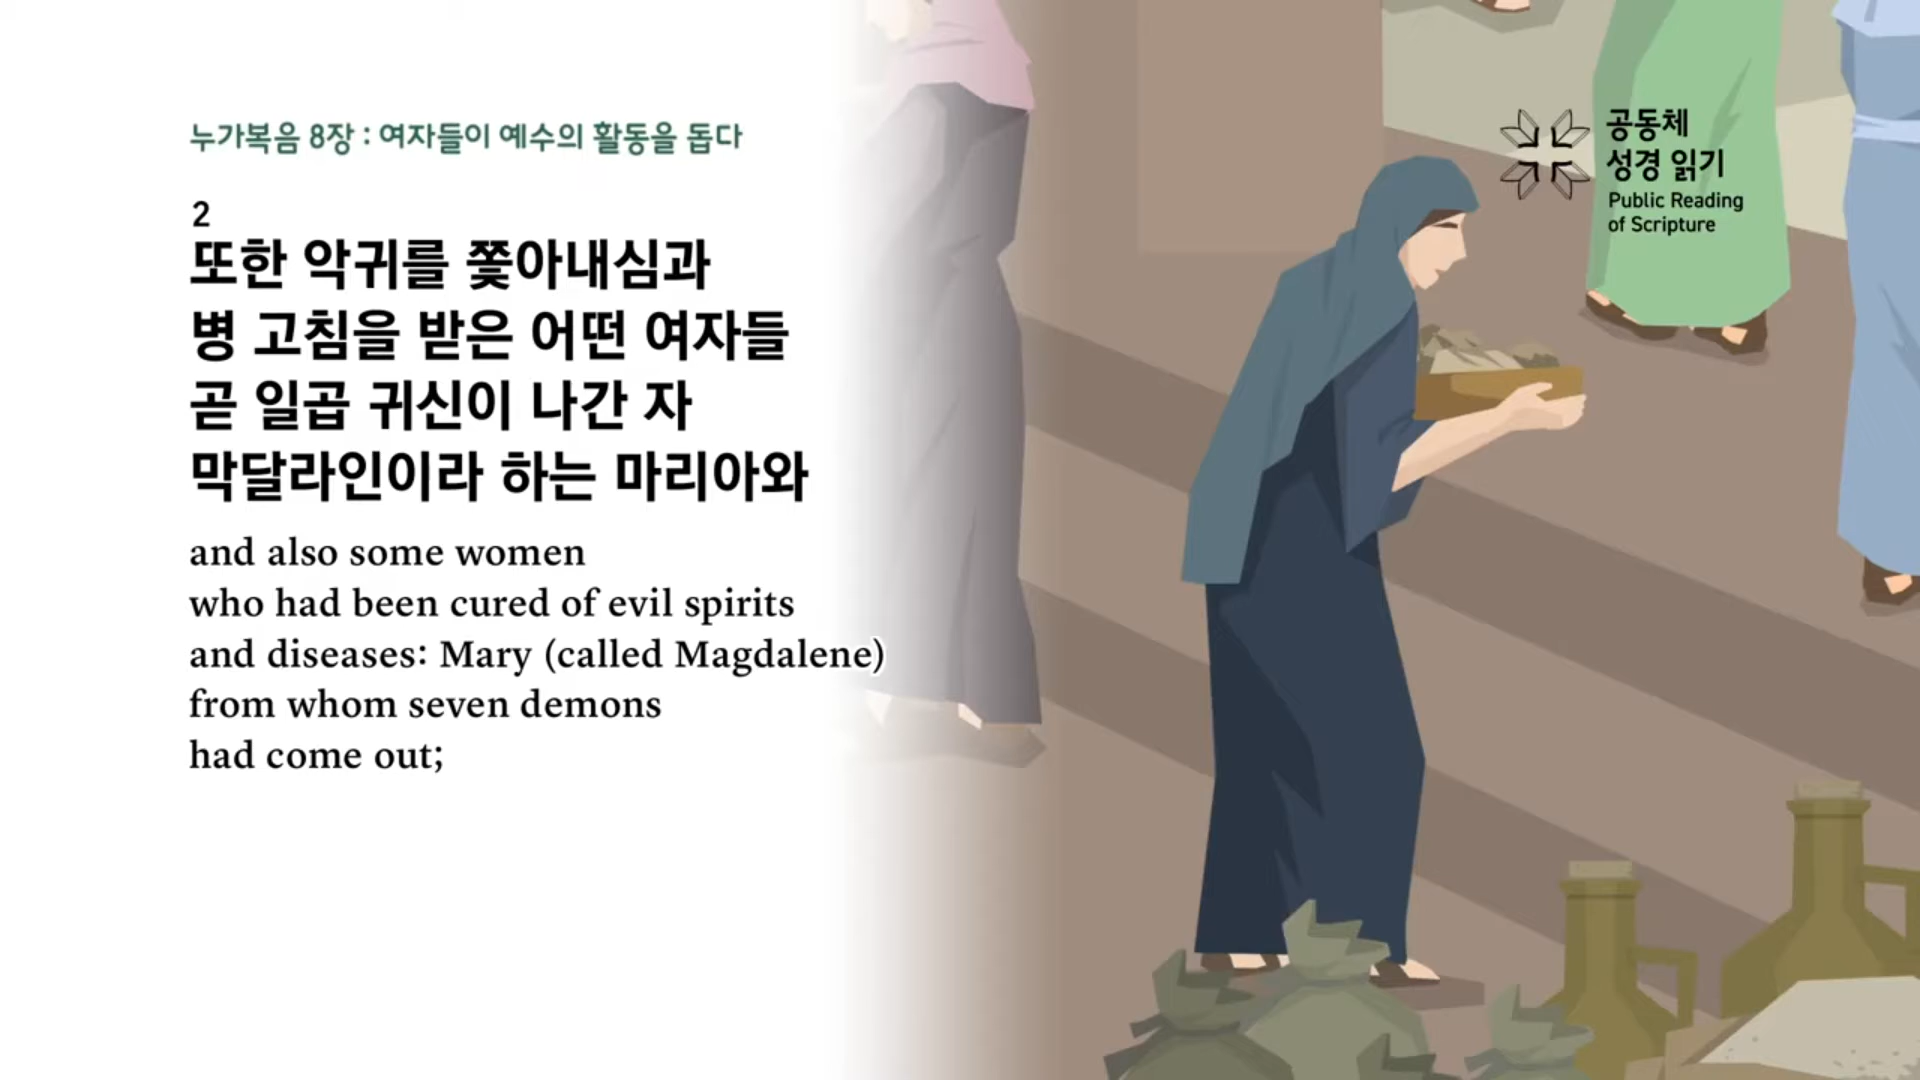 누가복음 8장 : 여자들이 예수의 활동을 돕다
2
또한 악귀를 쫓아내심과
병 고침을 받은 어떤 여자들
곧 일곱 귀신이 나간 자
막달라인이라 하는 마리아와
and also some women
who had been cured of evil spirits
and diseases: Mary (called Magdalene)
from whom seven demons
had come out;
공동체
성경 읽기
Public Reading
of Scripture